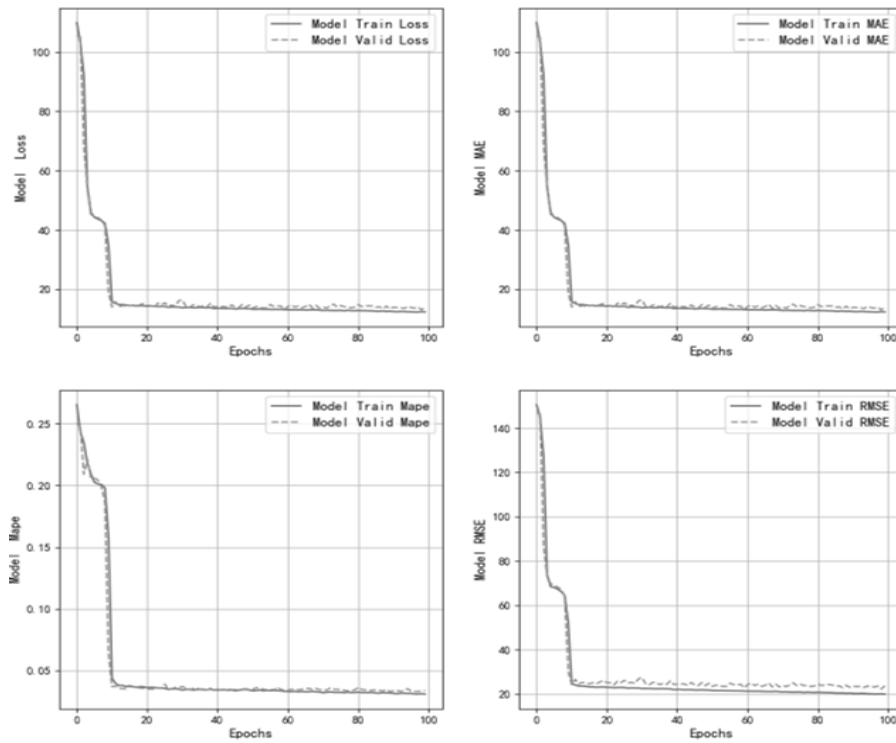 Model Train Loss
Model Valid Loss
100
80
60
40
20
Model Loss
0 20 40 60 80 100
Epochs
Model Train MAE
Model Valid MAE
100
80
60
40
20
Model MAE
0 20 40 60 80 100
Epochs
Model Train Mape
Model Valid Mape
0.25
0.20
0.15
0.10
0.05
Model Mape
0 20 40 60 80 100
Epochs
Model Train RMSE
Model Valid RMSE
140
120
100
80
60
40
20
Model RMSE
0 20 40 60 80 100
Epochs